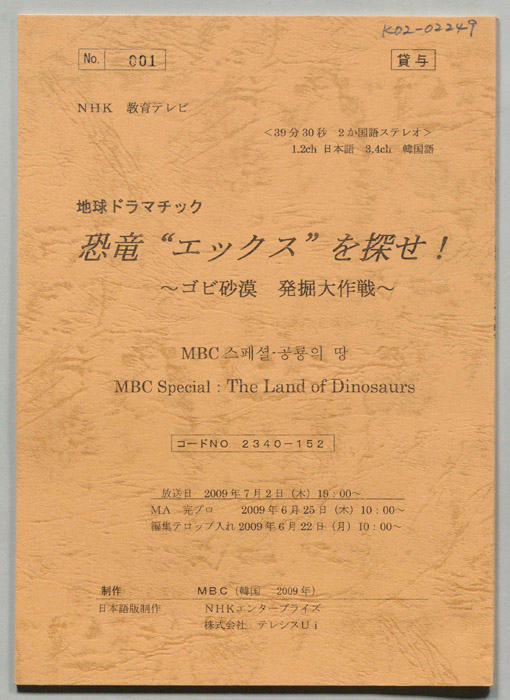 K02-02249
No. 001
貸与
NHK 教育テレビ
<39分30秒 2か国語ステレオ>
1.2ch 日本語 3.4ch 韓国語
地球ドラマチック
恐竜“エックス”を探せ！
～ゴビ砂漠 発掘大作戦～
MBC 스페셜·공룡의 땅
MBC Special : The Land of Dinosaurs
コードNO 2340-152
放送日 2009年7月2日（木）19：00～
MA 完プロ 2009年6月25日（木）10：00～
編集テロップ入れ 2009年6月22日（月）10：00～
制作 MBC（韓国 2009年）
日本語版制作 NHKエンタープライズ
株式会社 テレシスUi